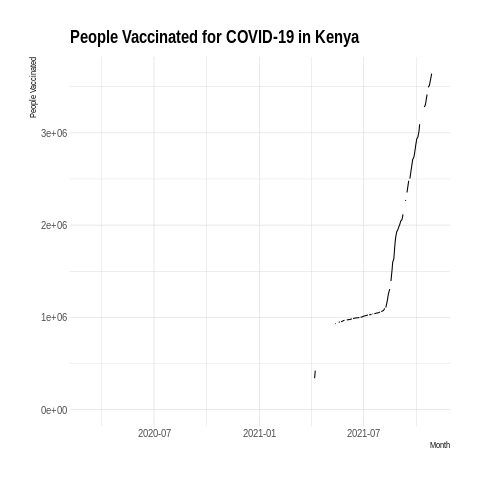 People Vaccinated for COVID-19 in Kenya
People Vaccinated
3e+06
2e+06
1e+06
0e+00
2020-07 2021-01 2021-07
Month